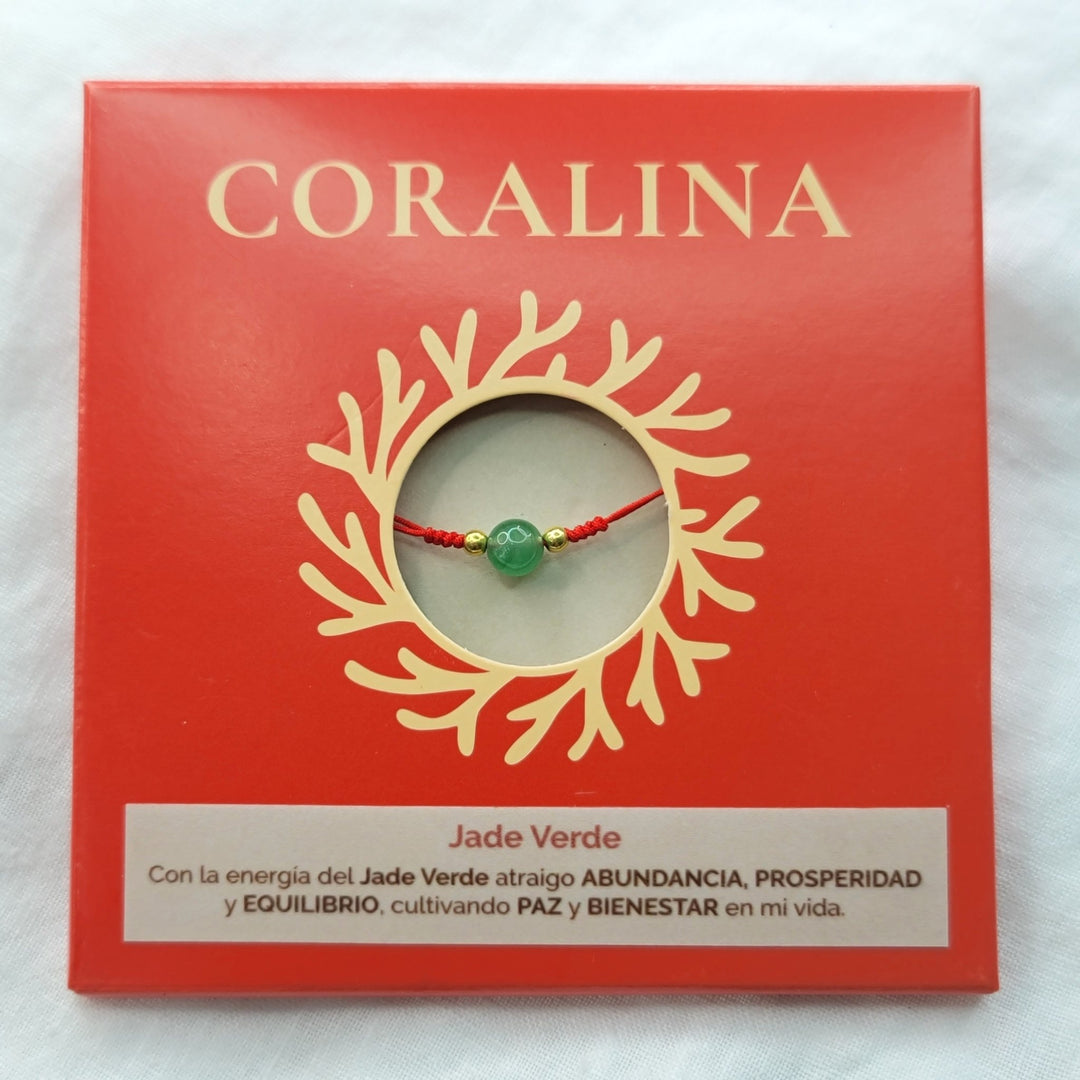 CORALINA
Jade Verde
Con la energía del Jade Verde atraigo ABUNDANCIA, PROSPERIDAD
y EQUILIBRIO, cultivando PAZ y BIENESTAR en mi vida.